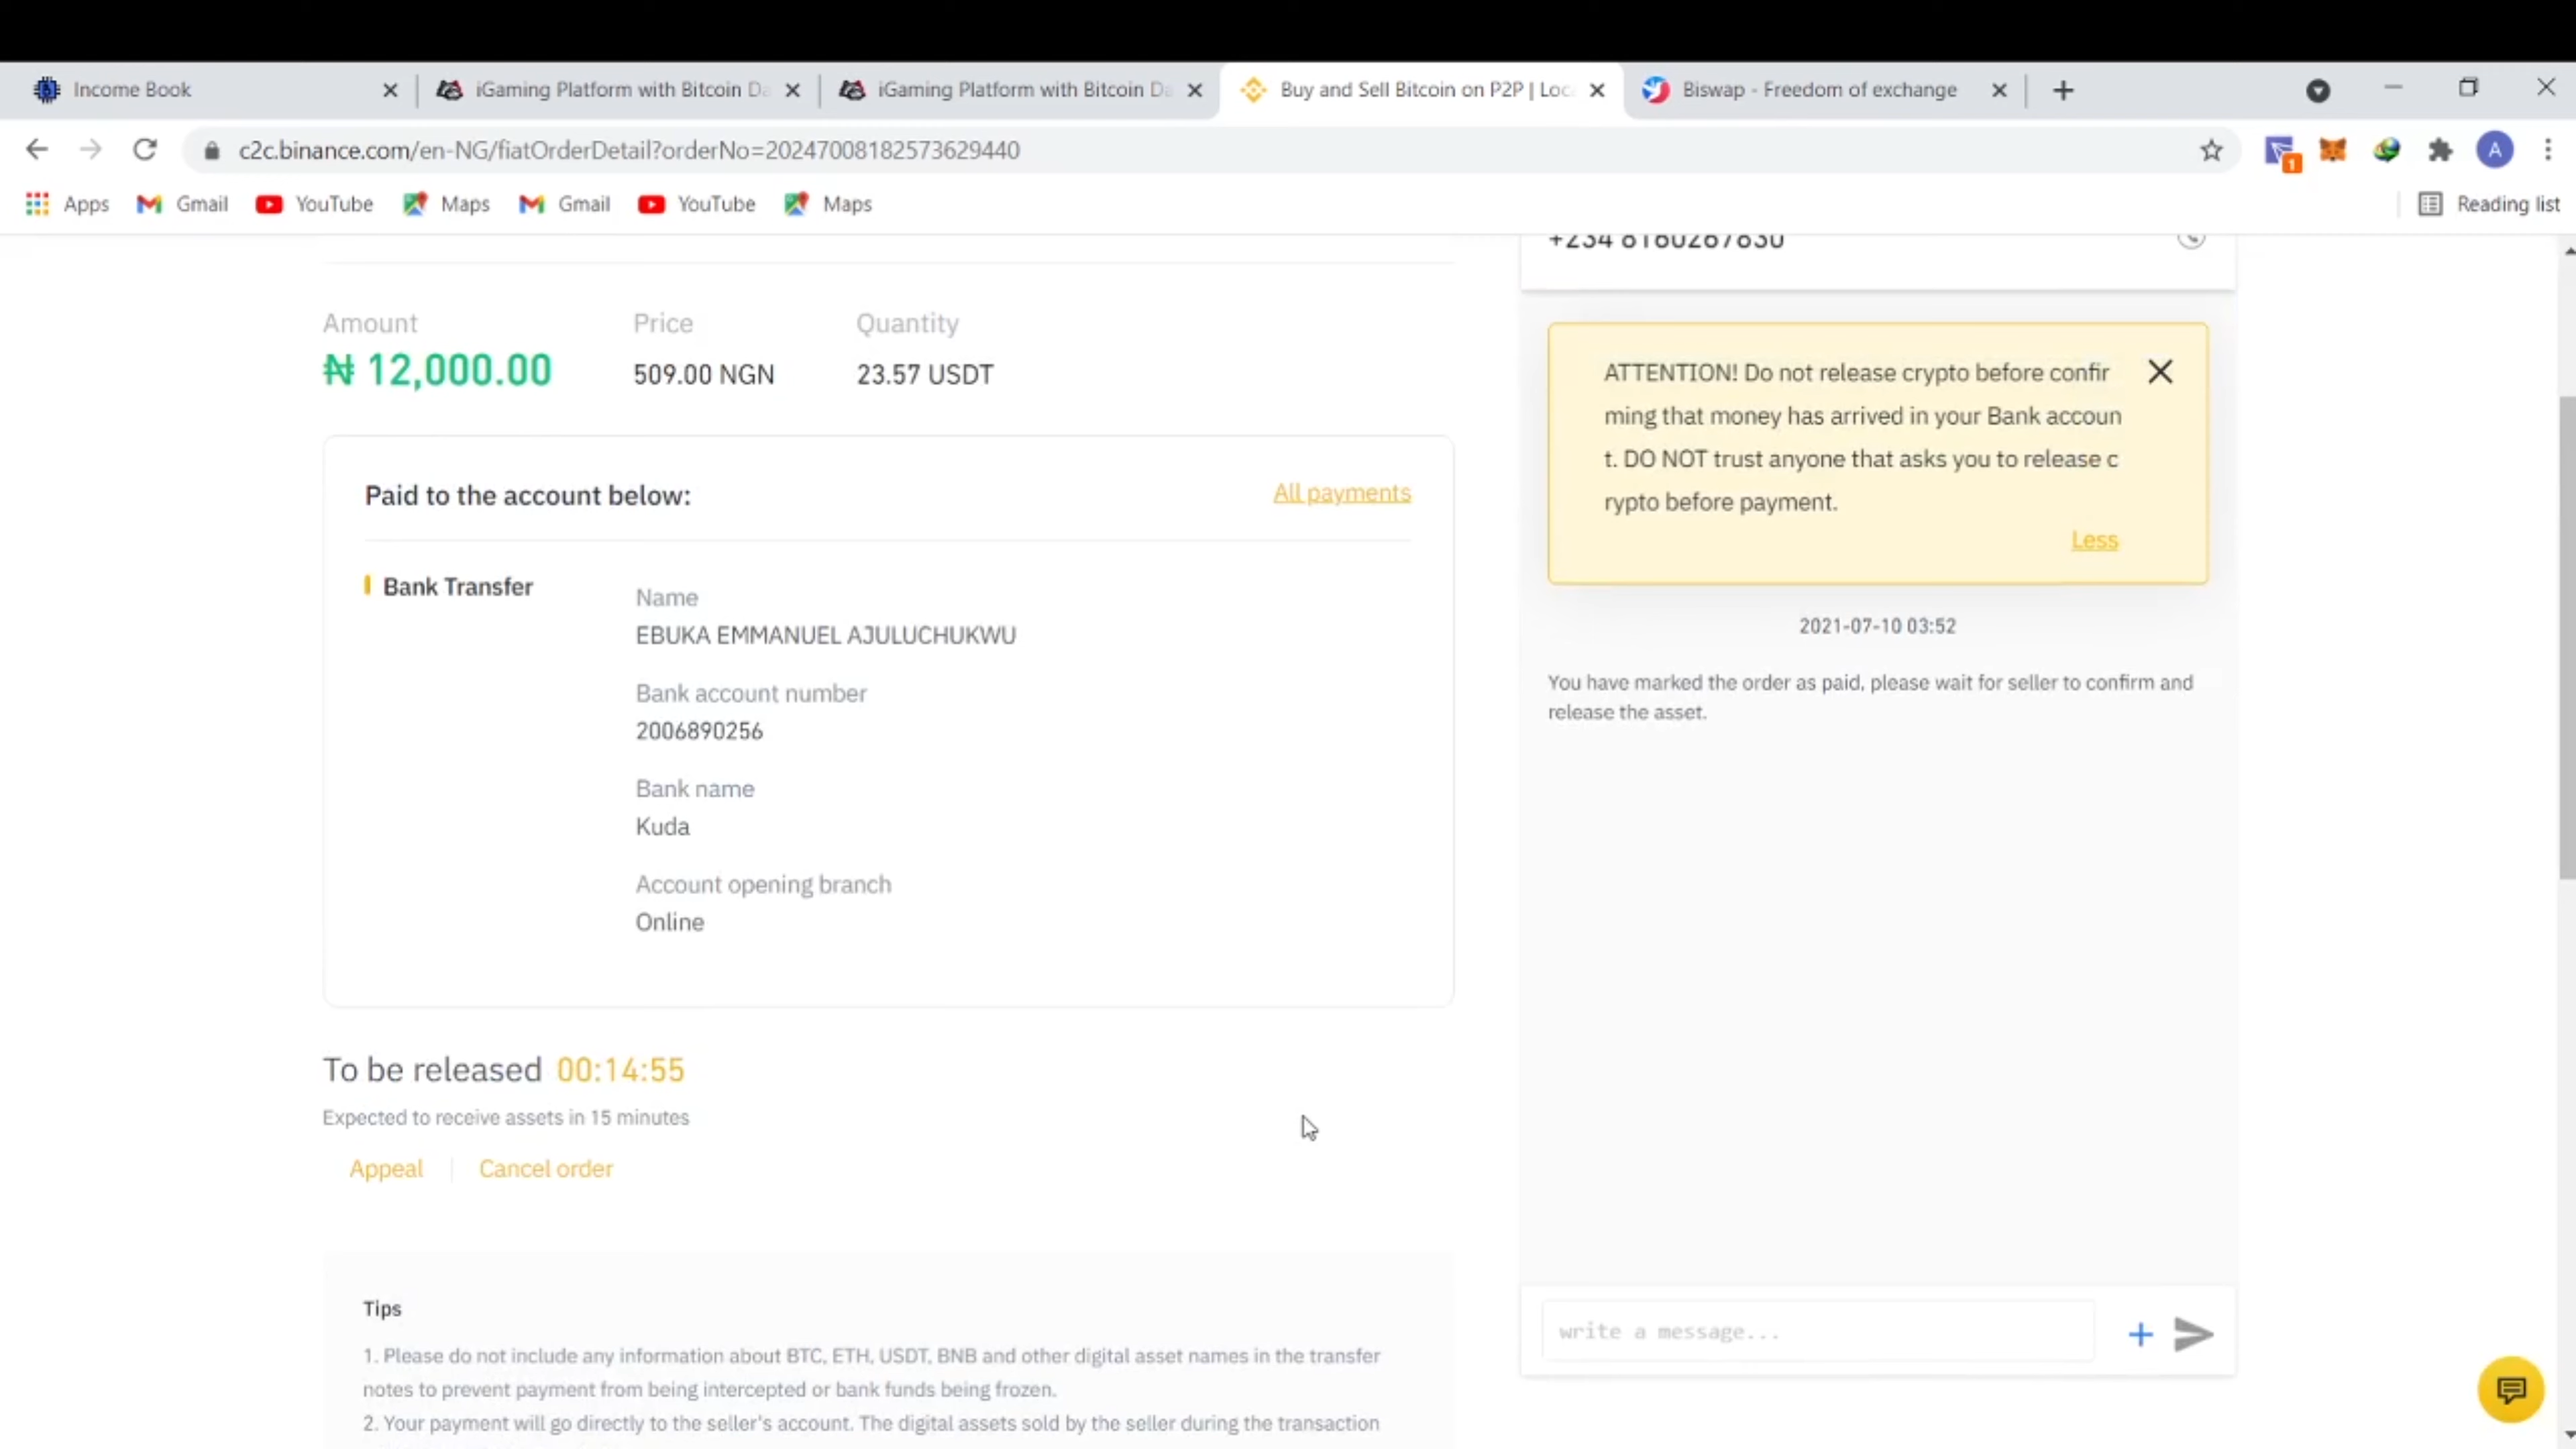 Income Book
iGaming Platform with Bitcoin Da
iGaming Platform with Bitcoin Da
Buy and Sell Bitcoin on P2P | Loc
Biswap - Freedom of exchange
c2c.binance.com/en-NG/fiatOrderDetail?orderNo=20247008182573629440
1
A
Apps
Gmail
YouTube
Maps
Gmail
YouTube
Maps
Reading list
+234 8160267830
Amount
Price
Quantity
₦ 12,000.00
509.00 NGN
23.57 USDT
Paid to the account below:
All payments
Bank Transfer
Name
EBUKA EMMANUEL AJULUCHUKWU
Bank account number
2006890256
Bank name
Kuda
Account opening branch
Online
To be released 00:14:55
Expected to receive assets in 15 minutes
Appeal
Cancel order
Tips
1. Please do not include any information about BTC, ETH, USDT, BNB and other digital asset names in the transfer
notes to prevent payment from being intercepted or bank funds being frozen.
2. Your payment will go directly to the seller's account. The digital assets sold by the seller during the transaction
ATTENTION! Do not release crypto before confir
ming that money has arrived in your Bank accoun
t. DO NOT trust anyone that asks you to release c
rypto before payment.
Less
2021-07-10 03:52
You have marked the order as paid, please wait for seller to confirm and
release the asset.
write a message...